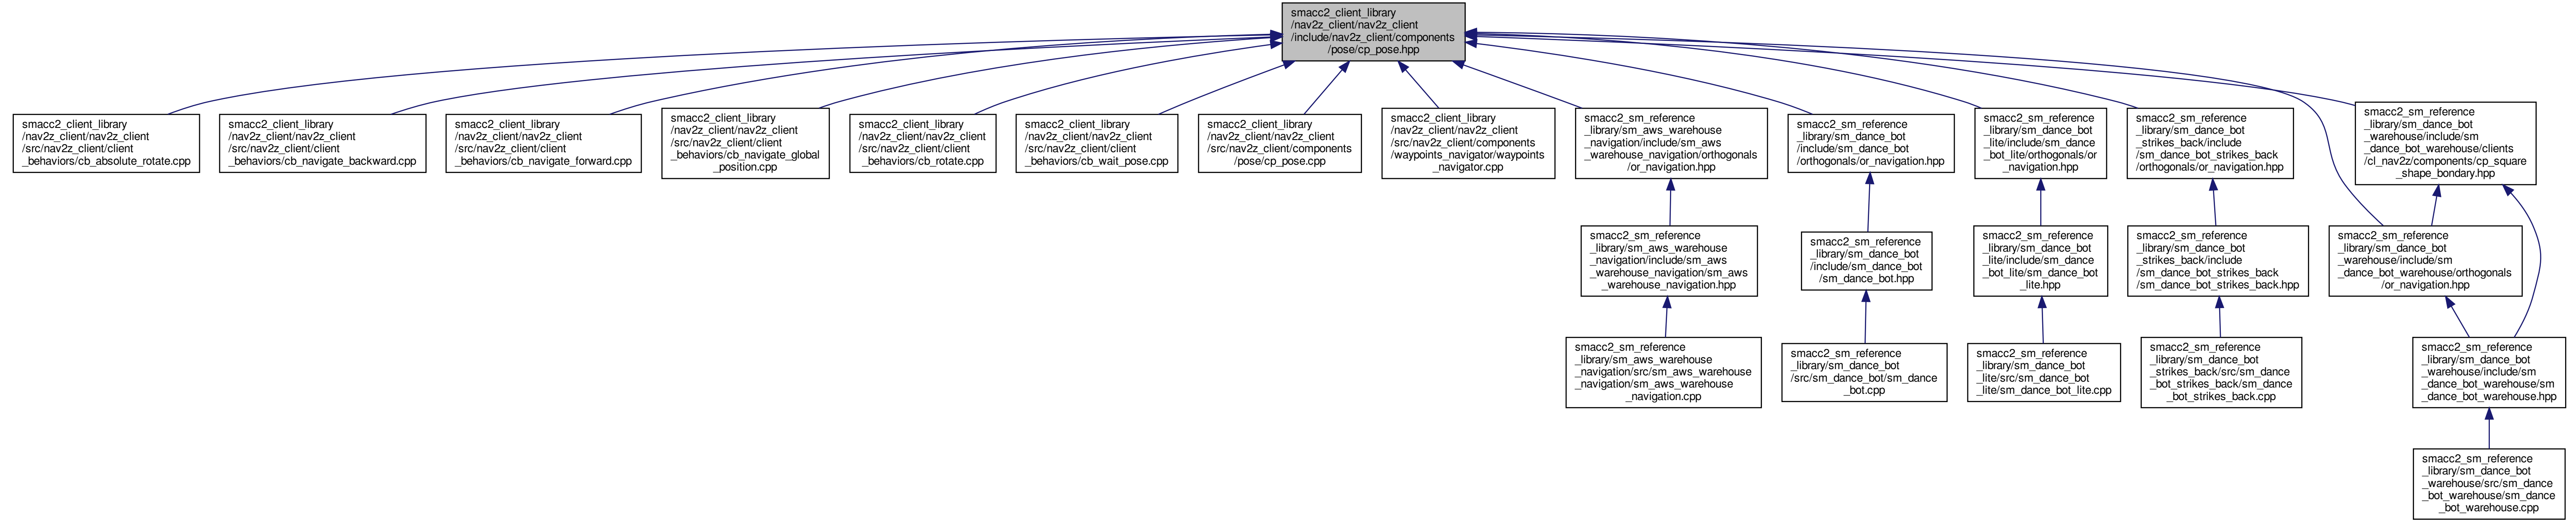 smacc2_client_library
/nav2z_client/nav2z_client
/include/nav2z_client/components
/pose/cp_pose.hpp
smacc2_client_library
/nav2z_client/nav2z_client
/src/nav2z_client/client
_behaviors/cb_absolute_rotate.cpp
smacc2_client_library
/nav2z_client/nav2z_client
/src/nav2z_client/client
_behaviors/cb_navigate_backward.cpp
smacc2_client_library
/nav2z_client/nav2z_client
/src/nav2z_client/client
_behaviors/cb_navigate_forward.cpp
smacc2_client_library
/nav2z_client/nav2z_client
/src/nav2z_client/client
_behaviors/cb_navigate_global
_position.cpp
smacc2_client_library
/nav2z_client/nav2z_client
/src/nav2z_client/client
_behaviors/cb_rotate.cpp
smacc2_client_library
/nav2z_client/nav2z_client
/src/nav2z_client/client
_behaviors/cb_wait_pose.cpp
smacc2_client_library
/nav2z_client/nav2z_client
/src/nav2z_client/components
/pose/cp_pose.cpp
smacc2_client_library
/nav2z_client/nav2z_client
/src/nav2z_client/components
/waypoints_navigator/waypoints
_navigator.cpp
smacc2_sm_reference
_library/sm_aws_warehouse
_navigation/include/sm_aws
_warehouse_navigation/orthogonals
/or_navigation.hpp
smacc2_sm_reference
_library/sm_dance_bot
/include/sm_dance_bot
/orthogonals/or_navigation.hpp
smacc2_sm_reference
_library/sm_dance_bot
_lite/include/sm_dance
_bot_lite/orthogonals/or
_navigation.hpp
smacc2_sm_reference
_library/sm_dance_bot
_strikes_back/include
/sm_dance_bot_strikes_back
/orthogonals/or_navigation.hpp
smacc2_sm_reference
_library/sm_dance_bot
_warehouse/include/sm
_dance_bot_warehouse/clients
/cl_nav2z/components/cp_square
_shape_bondary.hpp
smacc2_sm_reference
_library/sm_aws_warehouse
_navigation/include/sm_aws
_warehouse_navigation/sm_aws
_warehouse_navigation.hpp
smacc2_sm_reference
_library/sm_dance_bot
/include/sm_dance_bot
/sm_dance_bot.hpp
smacc2_sm_reference
_library/sm_dance_bot
_lite/include/sm_dance
_bot_lite/sm_dance_bot
_lite.hpp
smacc2_sm_reference
_library/sm_dance_bot
_strikes_back/include
/sm_dance_bot_strikes_back
/sm_dance_bot_strikes_back.hpp
smacc2_sm_reference
_library/sm_dance_bot
_warehouse/include/sm
_dance_bot_warehouse/orthogonals
/or_navigation.hpp
smacc2_sm_reference
_library/sm_aws_warehouse
_navigation/src/sm_aws_warehouse
_navigation/sm_aws_warehouse
_navigation.cpp
smacc2_sm_reference
_library/sm_dance_bot
/src/sm_dance_bot/sm_dance
_bot.cpp
smacc2_sm_reference
_library/sm_dance_bot
_lite/src/sm_dance_bot
_lite/sm_dance_bot_lite.cpp
smacc2_sm_reference
_library/sm_dance_bot
_strikes_back/src/sm_dance
_bot_strikes_back/sm_dance
_bot_strikes_back.cpp
smacc2_sm_reference
_library/sm_dance_bot
_warehouse/include/sm
_dance_bot_warehouse/sm
_dance_bot_warehouse.hpp
smacc2_sm_reference
_library/sm_dance_bot
_warehouse/src/sm_dance
_bot_warehouse/sm_dance
_bot_warehouse.cpp